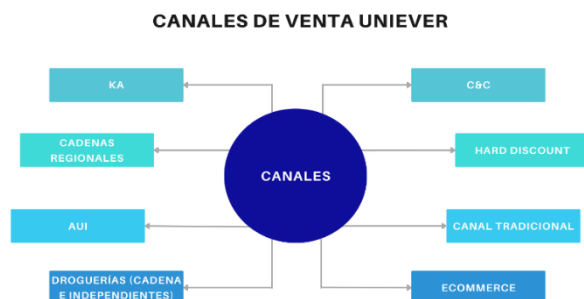 CANALES DE VENTA UNIEVER
KA
C&C
CADENAS
REGIONALES
HARD DISCOUNT
CANALES
AUI
CANAL TRADICIONAL
DROGUERÍAS (CADENA
E INDEPENDIENTES)
ECOMMERCE